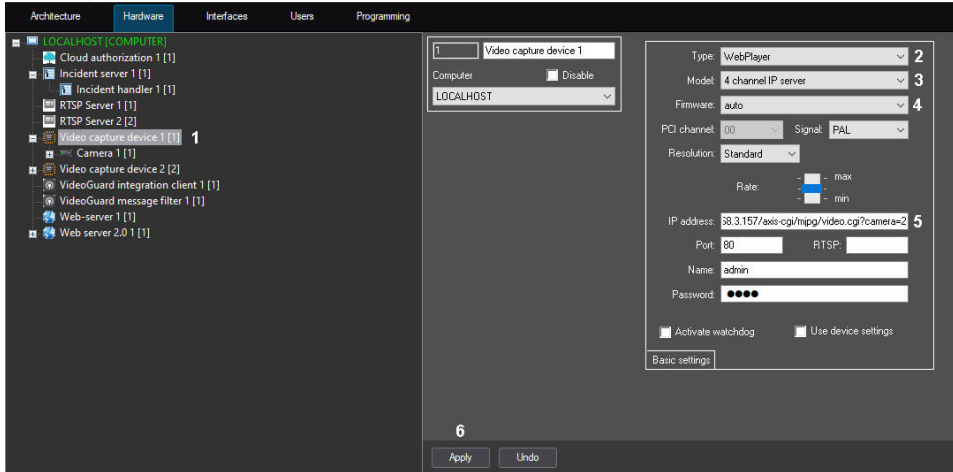 Architecture Hardware Interfaces Users Programming
LOCALHOST [COMPUTER]
Cloud authorization 1 [1]
Incident server 1 [1]
Incident handler 1 [1]
RTSP Server 1 [1]
RTSP Server 2 [2]
Video capture device 1 [1] 1
Camera 1 [1]
Video capture device 2 [2]
VideoGuard integration client 1 [1]
VideoGuard message filter 1 [1]
Web-server 1 [1]
Web server 2.0 1 [1]
1 Video capture device 1
Computer Disable
LOCALHOST
Type: WebPlayer 2
Model: 4 channel IP server 3
Firmware: auto 4
PCI channel: 00 Signal: PAL
Resolution: Standard
- - max
Rate: -
- - min
IP address: 68.3.157/axis-cgi/mjpg/video.cgi?camera=2 5
Port: 80 RTSP:
Name: admin
Password: ●●●●
Activate watchdog Use device settings
Basic settings
6
Apply Undo